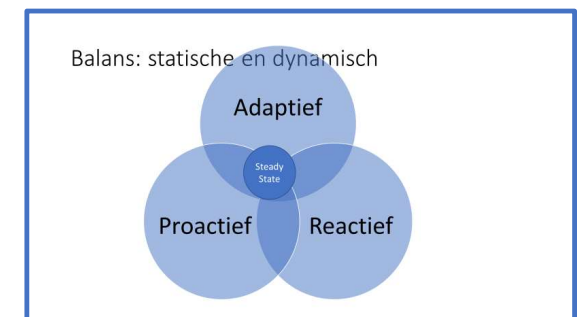 Balans: statische en dynamisch
Adaptief
Steady
State
Proactief
Reactief